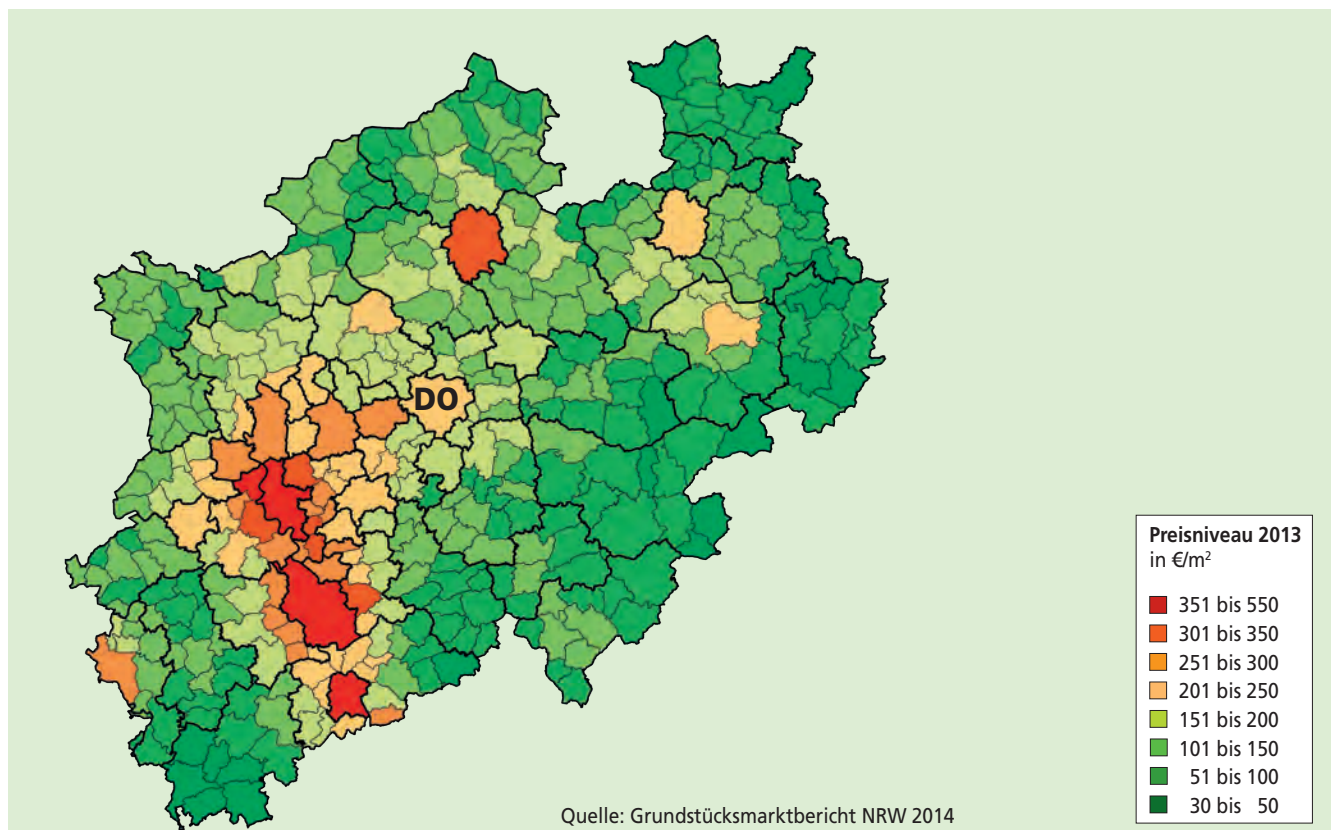 DO
Preisniveau 2013
in €/m²
351 bis 550
301 bis 350
251 bis 300
201 bis 250
151 bis 200
101 bis 150
51 bis 100
30 bis 50
Quelle: Grundstücksmarktbericht NRW 2014